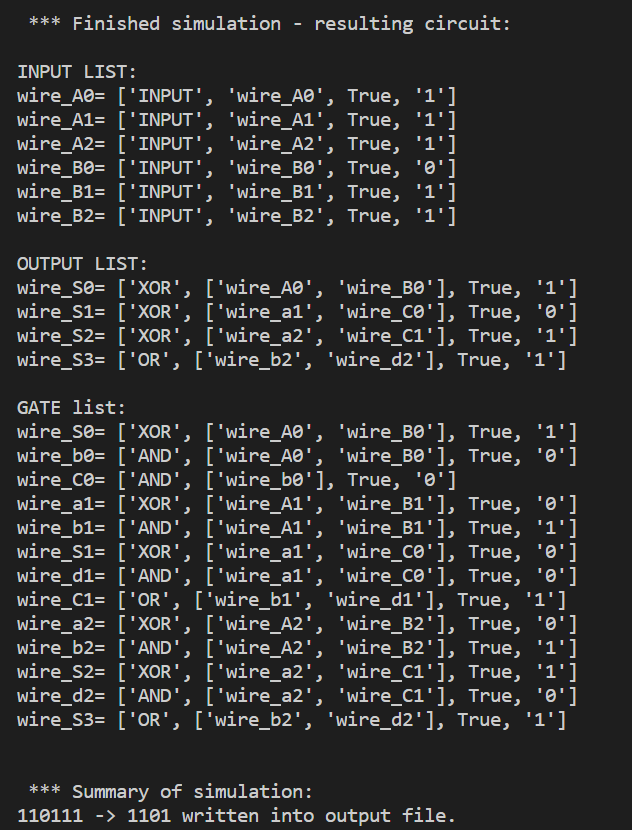 *** Finished simulation - resulting circuit:
INPUT LIST:
wire_A0= ['INPUT', 'wire_A0', True, '1']
wire_A1= ['INPUT', 'wire_A1', True, '1']
wire_A2= ['INPUT', 'wire_A2', True, '1']
wire_B0= ['INPUT', 'wire_B0', True, '0']
wire_B1= ['INPUT', 'wire_B1', True, '1']
wire_B2= ['INPUT', 'wire_B2', True, '1']
OUTPUT LIST:
wire_S0= ['XOR', ['wire_A0', 'wire_B0'], True, '1']
wire_S1= ['XOR', ['wire_a1', 'wire_C0'], True, '0']
wire_S2= ['XOR', ['wire_a2', 'wire_C1'], True, '1']
wire_S3= ['OR', ['wire_b2', 'wire_d2'], True, '1']
GATE list:
wire_S0= ['XOR', ['wire_A0', 'wire_B0'], True, '1']
wire_b0= ['AND', ['wire_A0', 'wire_B0'], True, '0']
wire_C0= ['AND', ['wire_b0'], True, '0']
wire_a1= ['XOR', ['wire_A1', 'wire_B1'], True, '0']
wire_b1= ['AND', ['wire_A1', 'wire_B1'], True, '1']
wire_S1= ['XOR', ['wire_a1', 'wire_C0'], True, '0']
wire_d1= ['AND', ['wire_a1', 'wire_C0'], True, '0']
wire_C1= ['OR', ['wire_b1', 'wire_d1'], True, '1']
wire_a2= ['XOR', ['wire_A2', 'wire_B2'], True, '0']
wire_b2= ['AND', ['wire_A2', 'wire_B2'], True, '1']
wire_S2= ['XOR', ['wire_a2', 'wire_C1'], True, '1']
wire_d2= ['AND', ['wire_a2', 'wire_C1'], True, '0']
wire_S3= ['OR', ['wire_b2', 'wire_d2'], True, '1']
*** Summary of simulation:
110111 -> 1101 written into output file.